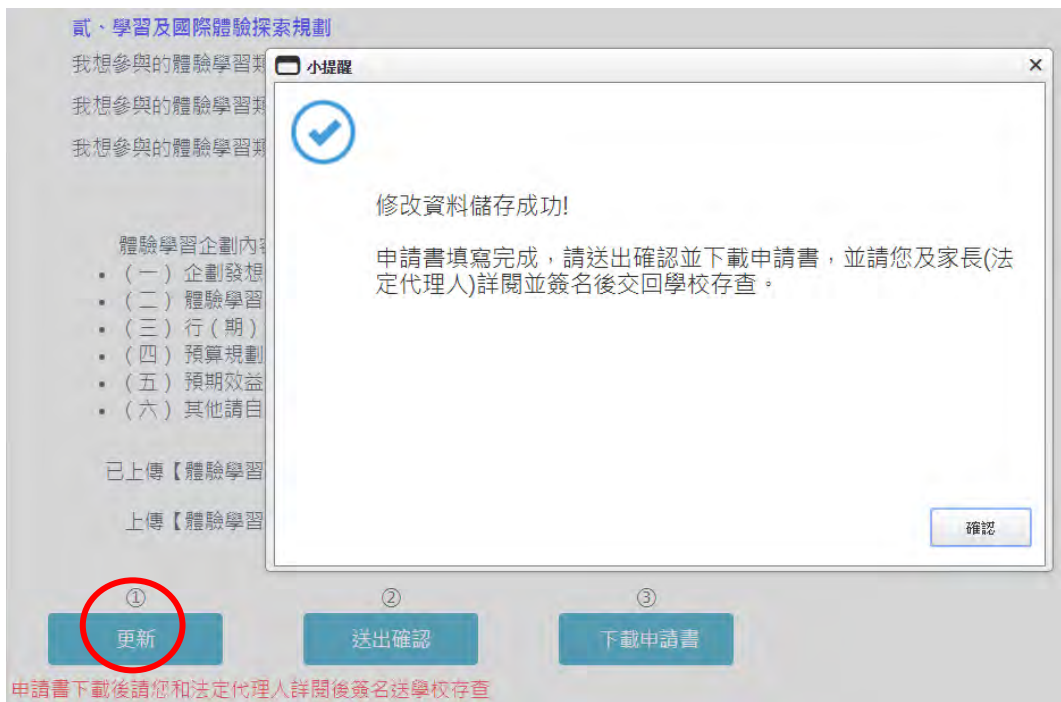 貳、學習及國際體驗探索規劃
我想參與的體驗學習類
我想參與的體驗學習類
我想參與的體驗學習類
小提醒
修改資料儲存成功!
申請書填寫完成，請送出確認並下載申請書，並請您及家長(法
定代理人)詳閱並簽名後交回學校存查。
確認
體驗學習企劃內容
• (一) 企劃發想
• (二) 體驗學習
• (三) 行(期)
• (四) 預算規劃
• (五) 預期效益
• (六) 其他請自
已上傳【體驗學習
上傳【體驗學習
① ② ③
更新 送出確認 下載申請書
申請書下載後請您和法定代理人詳閱後簽名送學校存查